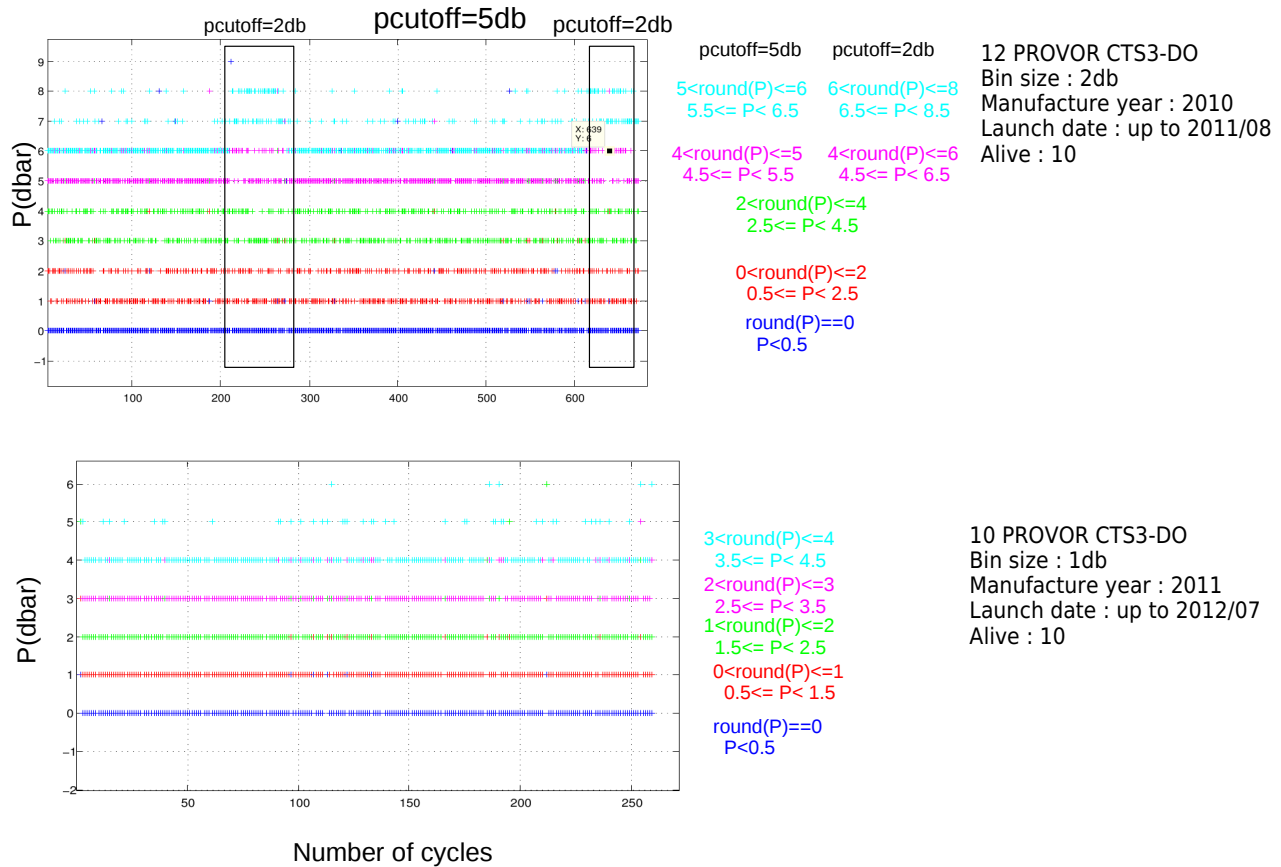 pcutoff=2db
pcutoff=5db
pcutoff=2db
P(dbar)
9
8
7
6
5
4
3
2
1
0
−1
100
200
300
400
500
600
X: 639
Y: 6
pcutoff=5db
pcutoff=2db
5<round(P)<=6
5.5<= P< 6.5
6<round(P)<=8
6.5<= P< 8.5
4<round(P)<=5
4.5<= P< 5.5
4<round(P)<=6
4.5<= P< 6.5
2<round(P)<=4
2.5<= P< 4.5
0<round(P)<=2
0.5<= P< 2.5
round(P)==0
P<0.5
12 PROVOR CTS3-DO
Bin size : 2db
Manufacture year : 2010
Launch date : up to 2011/08
Alive : 10
P(dbar)
6
5
4
3
2
1
0
−1
−2
50
100
150
200
250
Number of cycles
3<round(P)<=4
3.5<= P< 4.5
2<round(P)<=3
2.5<= P< 3.5
1<round(P)<=2
1.5<= P< 2.5
0<round(P)<=1
0.5<= P< 1.5
round(P)==0
P<0.5
10 PROVOR CTS3-DO
Bin size : 1db
Manufacture year : 2011
Launch date : up to 2012/07
Alive : 10